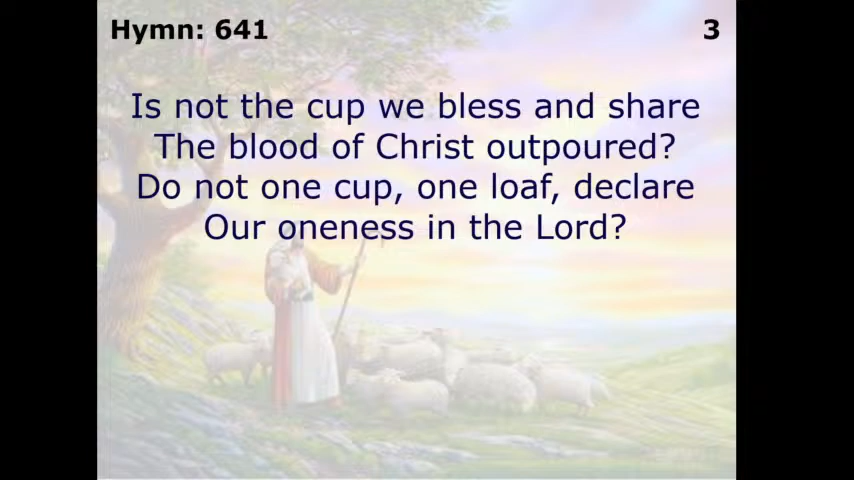 Hymn: 641
3
Is not the cup we bless and share
The blood of Christ outpoured?
Do not one cup, one loaf, declare
Our oneness in the Lord?